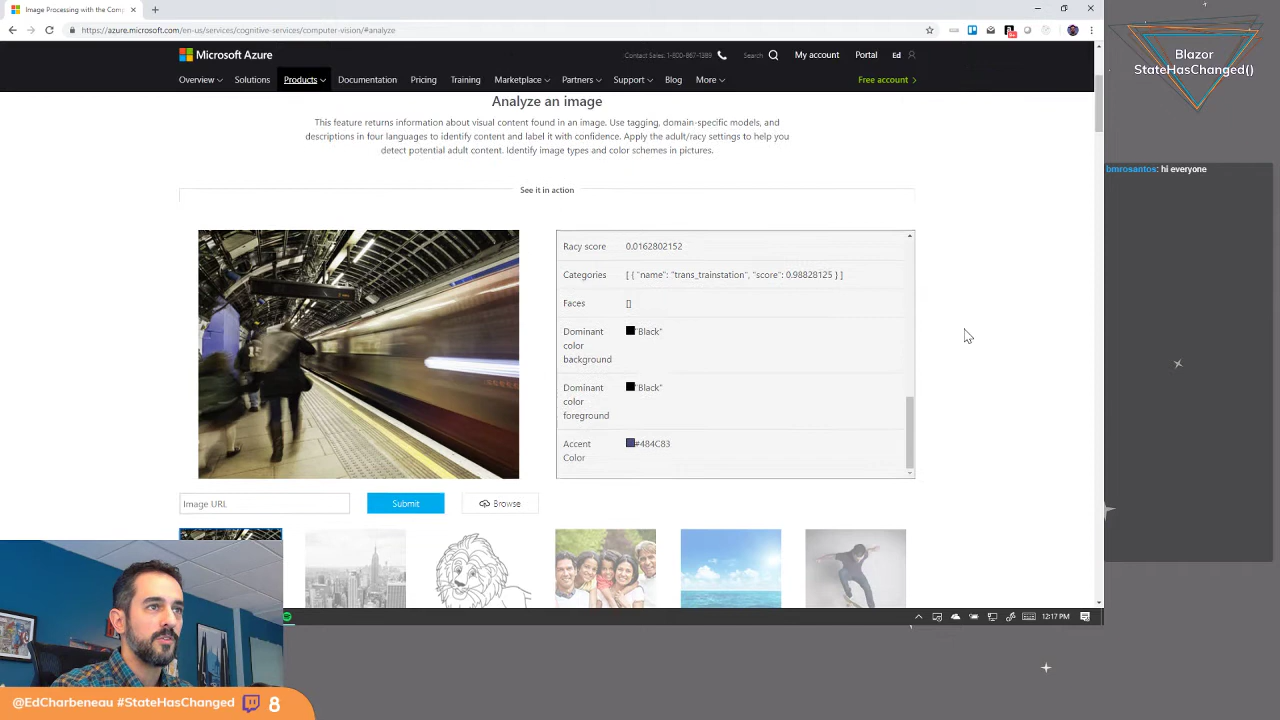 Image Processing with the Comp
https://azure.microsoft.com/en-us/services/cognitive-services/computer-vision/#analyze
Microsoft Azure
Contact Sales: 1-800-867-1389
Search
My account
Portal
Ed
Overview
Solutions
Products
Documentation
Pricing
Training
Marketplace
Partners
Support
Blog
More
Free account
Analyze an image
This feature returns information about visual content found in an image. Use tagging, domain-specific models, and
descriptions in four languages to identify content and label it with confidence. Apply the adult/racy settings to help you
detect potential adult content. Identify image types and color schemes in pictures.
See it in action
Racy score 0.0162802152
Categories [ { "name": "trans_trainstation", "score": 0.98828125 } ]
Faces []
Dominant
color
background
"Black"
Dominant
color
foreground
"Black"
Accent
Color
#484C83
15
Image URL
Submit
Browse
12:17 PM
Blazor
StateHasChanged()
bmrosantos: hi everyone
@EdCharbeneau #StateHasChanged 8